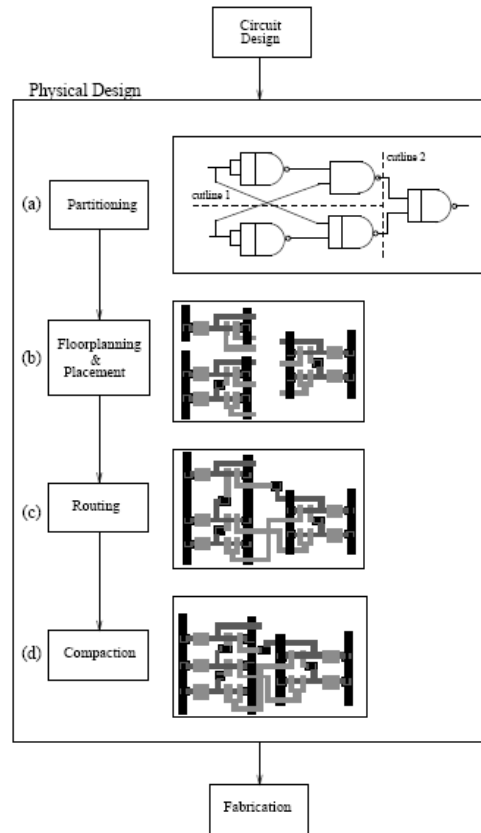 Circuit
Design
Physical Design
cutline 2
(a)
Partitioning
cutline 1
Floorplanning
&
Placement
(b)
(c)
Routing
(d)
Compaction
Fabrication